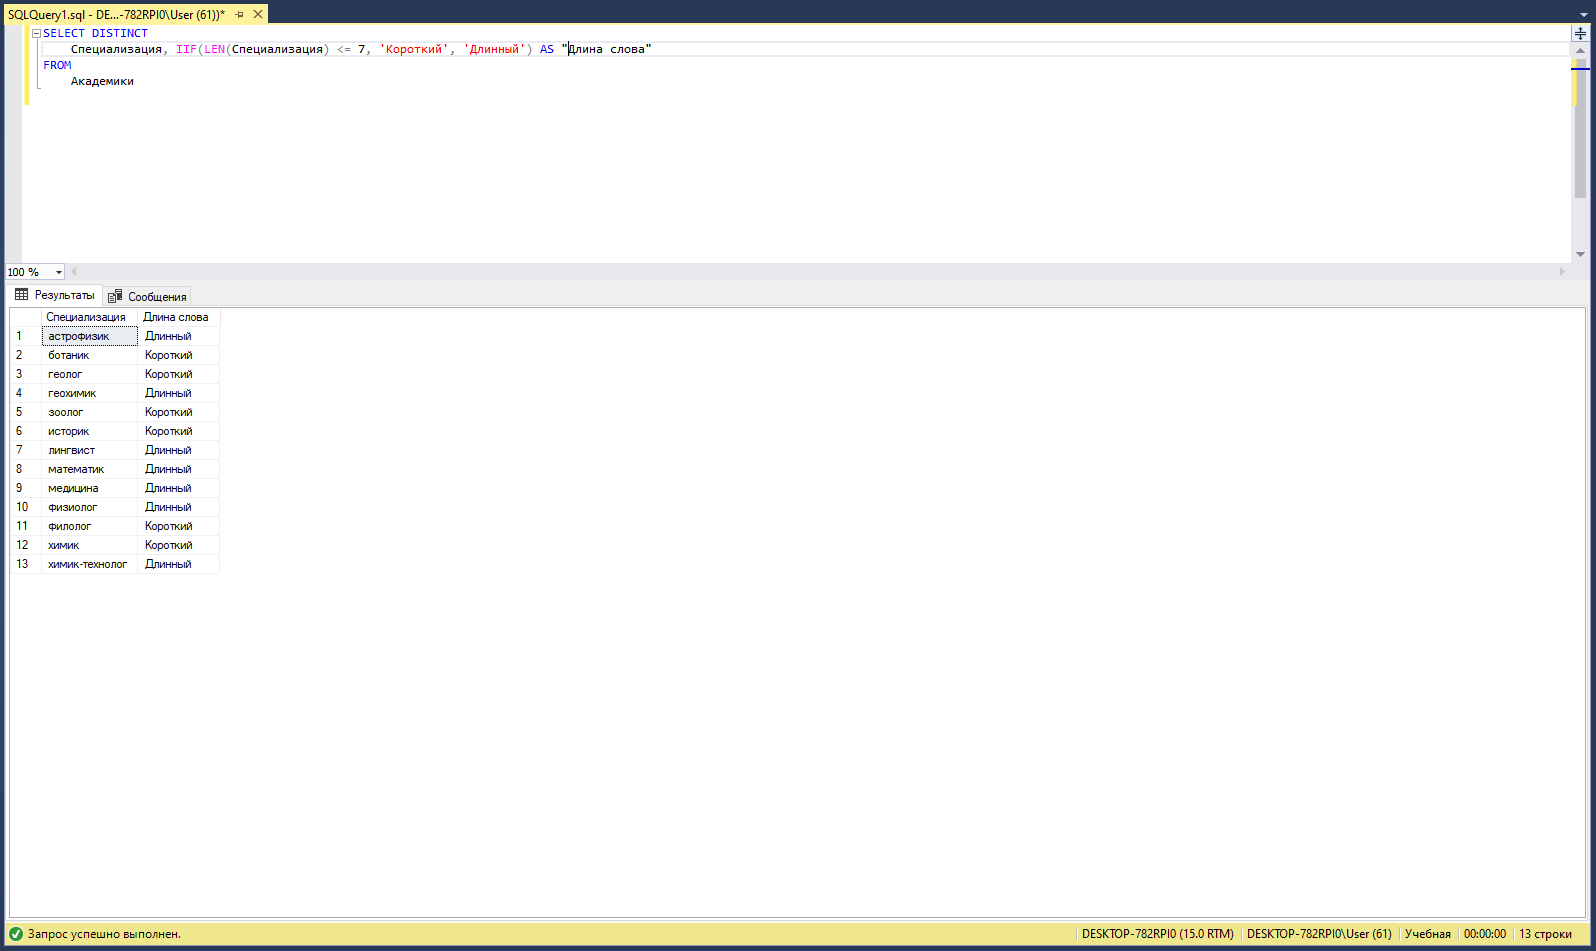 SQLQuery1.sql - DE...-782RPI0\User (61))*
SELECT DISTINCT
Специализация, IIF(LEN(Специализация) <= 7, 'Короткий', 'Длинный') AS "Длина слова"
FROM
Академики
100 %
Результаты Сообщения
Специализация Длина слова
1 астрофизик Длинный
2 ботаник Короткий
3 геолог Короткий
4 геохимик Длинный
5 зоолог Короткий
6 историк Короткий
7 лингвист Длинный
8 математик Длинный
9 медицина Длинный
10 физиолог Длинный
11 филолог Короткий
12 химик Короткий
13 химик-технолог Длинный
Запрос успешно выполнен. DESKTOP-782RPI0 (15.0 RTM) DESKTOP-782RPI0\User (61) Учебная 00:00:00 13 строки